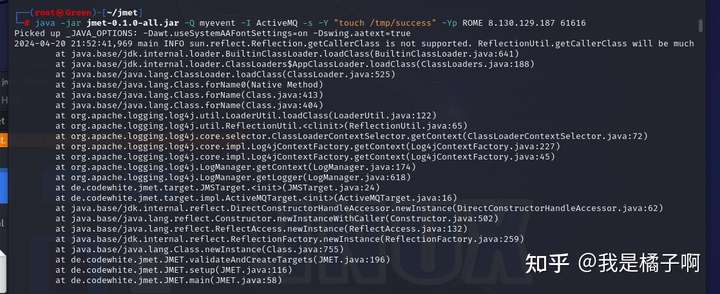 (root㉿Green)-[~/jmet]
# java -jar jmet-0.1.0-all.jar -Q myevent -I ActiveMQ -s -Y "touch /tmp/success" -Yp ROME 8.130.129.187 61616
Picked up _JAVA_OPTIONS: -Dawt.useSystemAAFontSettings=on -Dswing.aatext=true
2024-04-20 21:52:41,969 main INFO sun.reflect.Reflection.getCallerClass is not supported. ReflectionUtil.getCallerClass will be much
at java.base/jdk.internal.loader.BuiltinClassLoader.loadClass(BuiltinClassLoader.java:641)
at java.base/jdk.internal.loader.ClassLoaders$AppClassLoader.loadClass(ClassLoaders.java:188)
at java.base/java.lang.ClassLoader.loadClass(ClassLoader.java:525)
at java.base/java.lang.Class.forName0(Native Method)
at java.base/java.lang.Class.forName(Class.java:413)
at java.base/java.lang.Class.forName(Class.java:404)
at org.apache.logging.log4j.util.LoaderUtil.loadClass(LoaderUtil.java:122)
at org.apache.logging.log4j.util.ReflectionUtil.<clinit>(ReflectionUtil.java:65)
at org.apache.logging.log4j.core.selector.ClassLoaderContextSelector.getContext(ClassLoaderContextSelector.java:72)
at org.apache.logging.log4j.core.impl.Log4jContextFactory.getContext(Log4jContextFactory.java:227)
at org.apache.logging.log4j.core.impl.Log4jContextFactory.getContext(Log4jContextFactory.java:45)
at org.apache.logging.log4j.LogManager.getContext(LogManager.java:174)
at org.apache.logging.log4j.LogManager.getLogger(LogManager.java:618)
at de.codewhite.jmet.target.JMSTarget.<init>(JMSTarget.java:24)
at de.codewhite.jmet.target.impl.ActiveMQTarget.<init>(ActiveMQTarget.java:16)
at java.base/jdk.internal.reflect.DirectConstructorHandleAccessor.newInstance(DirectConstructorHandleAccessor.java:62)
at java.base/java.lang.reflect.Constructor.newInstanceWithCaller(Constructor.java:502)
at java.base/java.lang.reflect.ReflectAccess.newInstance(ReflectAccess.java:132)
at java.base/jdk.internal.reflect.ReflectionFactory.newInstance(ReflectionFactory.java:259)
at java.base/java.lang.Class.newInstance(Class.java:755)
at de.codewhite.jmet.JMET.validateAndCreateTargets(JMET.java:196)
at de.codewhite.jmet.JMET.setup(JMET.java:116)
at de.codewhite.jmet.JMET.main(JMET.java:58)
知乎 @我是橘子啊